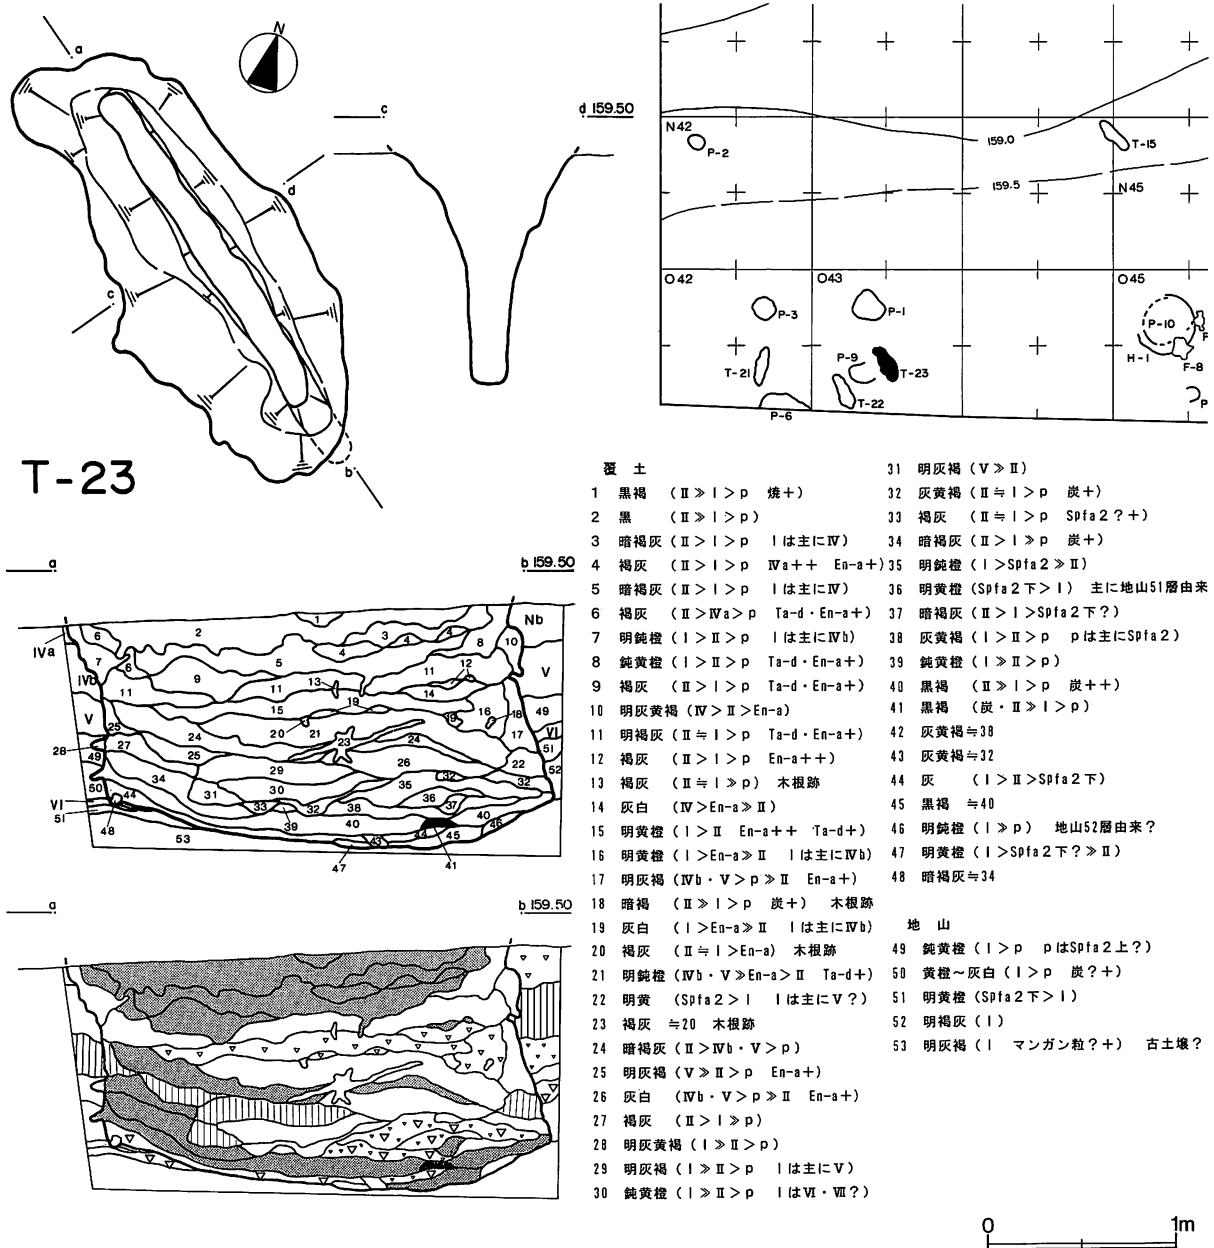 N
a
c
d 159.50
d
c
b
T-23
N42
P-2
159.0
T-15
159.5
N45
O42
O43
O45
P-3
P-1
P-10
P-9
T-21
T-23
H-1
F-8
T-22
P-6
a
b 159.50
a
b 159.50
覆 土
1 黒褐 (Ⅱ≫Ⅰ>p 焼+)
2 黒 (Ⅱ≫Ⅰ>p)
3 暗褐灰 (Ⅱ>Ⅰ>p Ⅰは主にⅣ)
4 褐灰 (Ⅱ>Ⅰ>p Ⅳa++ En-a+)
5 暗褐灰 (Ⅱ>Ⅰ>p Ⅰは主にⅣ)
6 褐灰 (Ⅱ>Ⅳa>p Ta-d・En-a+)
7 明鈍橙 (Ⅰ>Ⅱ>p Ⅰは主にⅣb)
8 鈍黄橙 (Ⅰ>Ⅱ>p Ta-d・En-a+)
9 褐灰 (Ⅱ>Ⅰ>p Ta-d・En-a+)
10 明灰黄褐 (Ⅳ>Ⅱ>En-a)
11 明褐灰 (Ⅱ≒Ⅰ>p Ta-d・En-a+)
12 褐灰 (Ⅱ>Ⅰ>p En-a++)
13 褐灰 (Ⅱ≒Ⅰ≫p) 木根跡
14 灰白 (Ⅳ>En-a≫Ⅱ)
15 明黄橙 (Ⅰ>Ⅱ En-a++ Ta-d+)
16 明黄橙 (Ⅰ>En-a≫Ⅱ Ⅰは主にⅣb)
17 明灰褐 (Ⅳb・Ⅴ>p≫Ⅱ En-a+)
18 暗褐 (Ⅱ≫Ⅰ>p 炭+) 木根跡
19 灰白 (Ⅰ>En-a≫Ⅱ Ⅰは主にⅣb)
20 褐灰 (Ⅱ≒Ⅰ>En-a) 木根跡
21 明鈍橙 (Ⅳb・Ⅴ≫En-a>Ⅱ Ta-d+)
22 明黄 (Spfa2>Ⅰ Ⅰは主にⅤ?)
23 褐灰 ≒20 木根跡
24 暗褐灰 (Ⅱ>Ⅳb・Ⅴ>p)
25 明灰褐 (Ⅴ≫Ⅱ>p En-a+)
26 灰白 (Ⅳb・Ⅴ>p≫Ⅱ En-a+)
27 褐灰 (Ⅱ>Ⅰ≫p)
28 明灰黄褐 (Ⅰ≫Ⅱ>p)
29 明灰褐 (Ⅰ≫Ⅱ>p Ⅰは主にⅤ)
30 鈍黄橙 (Ⅰ≫Ⅱ>p ⅠはⅥ・Ⅶ?)
31 明灰褐 (Ⅴ≫Ⅱ)
32 灰黄褐 (Ⅱ≒Ⅰ>p 炭+)
33 褐灰 (Ⅱ≒Ⅰ>p Spfa2?+)
34 暗褐灰 (Ⅱ>Ⅰ≫p 炭+)
35 明鈍橙 (Ⅰ>Spfa2≫Ⅱ)
36 明黄橙 (Spfa2下>Ⅰ) 主に地山51層由来
37 暗褐灰 (Ⅱ>Ⅰ>Spfa2下?)
38 灰黄褐 (Ⅰ>Ⅱ>p pは主にSpfa2)
39 鈍黄橙 (Ⅰ≫Ⅱ>p)
40 黒褐 (Ⅱ≫Ⅰ>p 炭++)
41 黒褐 (炭・Ⅱ≫Ⅰ>p)
42 灰黄褐≒38
43 灰黄褐≒32
44 灰 (Ⅰ>Ⅱ>Spfa2下)
45 黒褐 ≒40
46 明鈍橙 (Ⅰ≫p) 地山52層由来?
47 明黄橙 (Ⅰ>Spfa2下?≫Ⅱ)
48 暗褐灰≒34
地 山
49 鈍黄橙 (Ⅰ>p pはSpfa2上?)
50 黄橙~灰白 (Ⅰ>p 炭?+)
51 明黄橙 (Spfa2下>Ⅰ)
52 明褐灰 (Ⅰ)
53 明灰褐 (Ⅰ マンガン粒?+) 古土壌?
0 1m